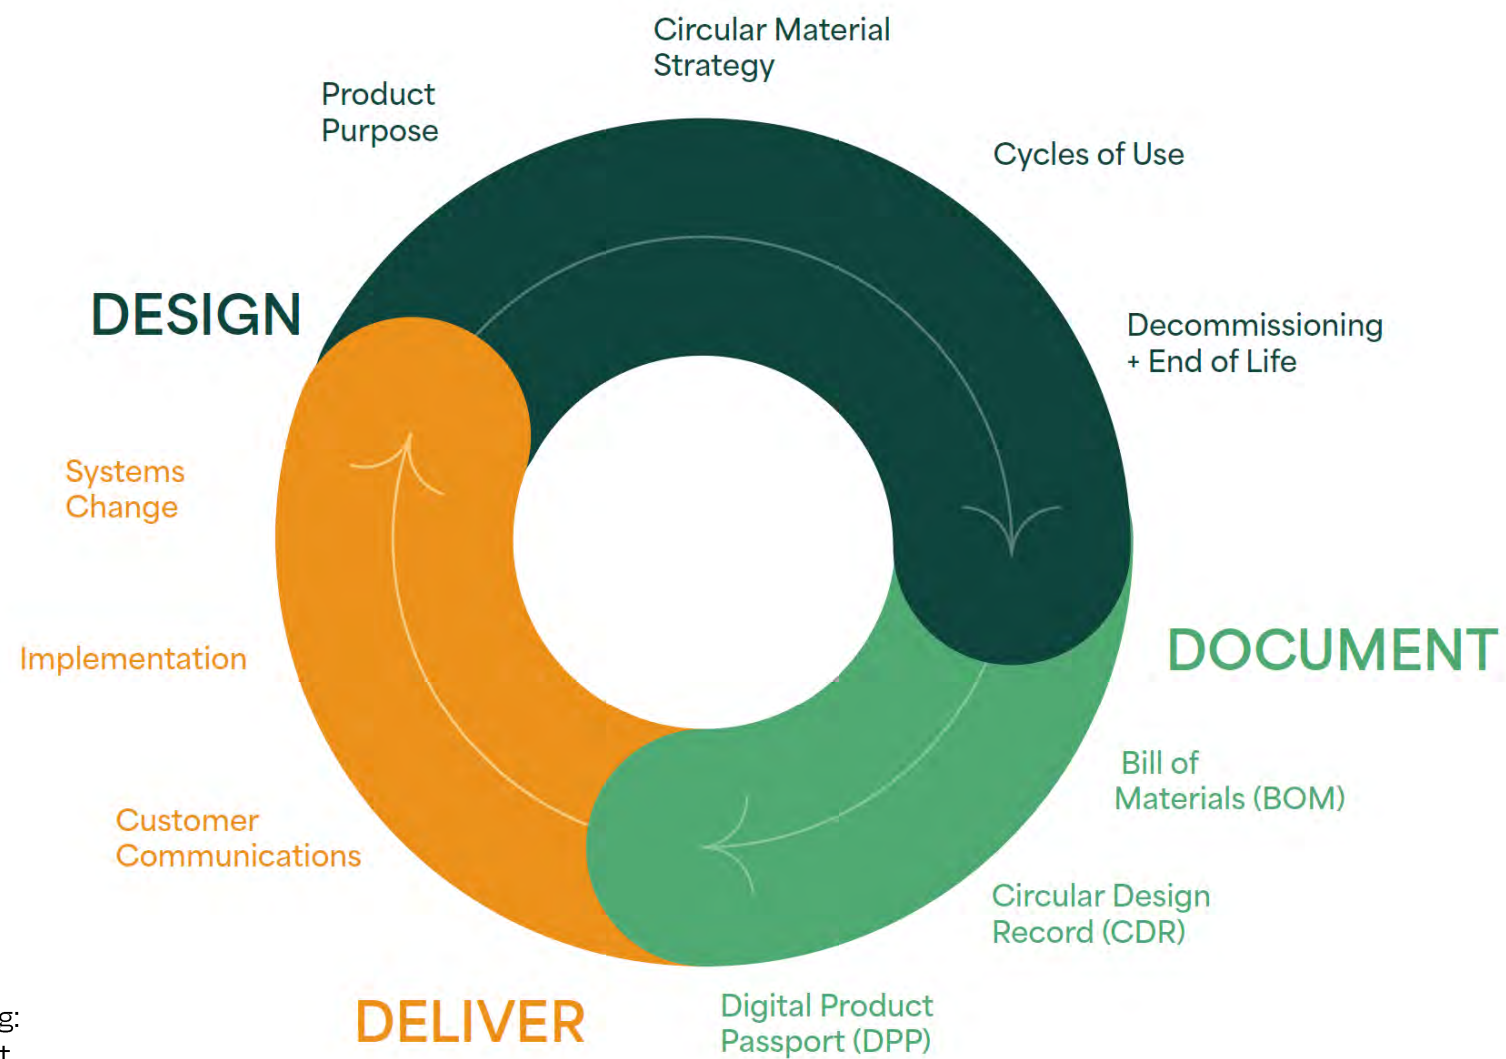 Circular Material
Strategy
Product
Purpose
Cycles of Use
DESIGN
Decommissioning
+ End of Life
Systems
Change
DOCUMENT
Implementation
Bill of
Materials (BOM)
Customer
Communications
Circular Design
Record (CDR)
DELIVER
Digital Product
Passport (DPP)
g: